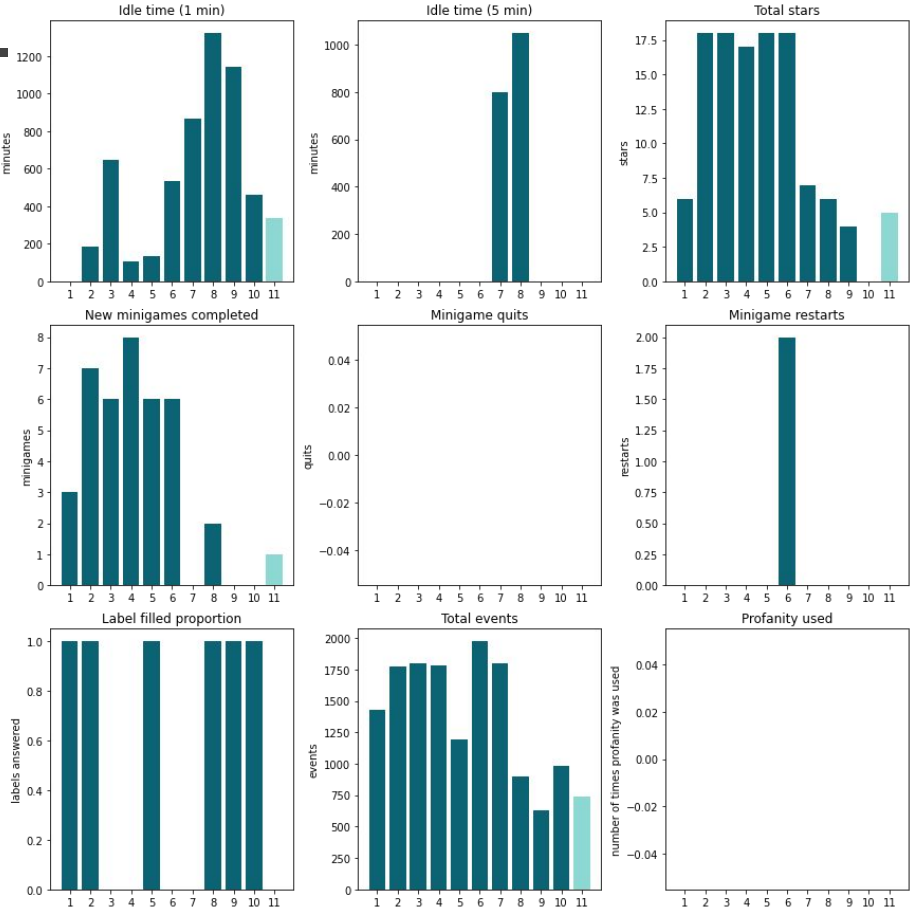 Idle time (1 min)
minutes
1200
1000
800
600
400
200
0
1 2 3 4 5 6 7 8 9 10 11
Idle time (5 min)
minutes
1000
800
600
400
200
0
1 2 3 4 5 6 7 8 9 10 11
Total stars
stars
17.5
15.0
12.5
10.0
7.5
5.0
2.5
0.0
1 2 3 4 5 6 7 8 9 10 11
New minigames completed
minigames
8
7
6
5
4
3
2
1
0
1 2 3 4 5 6 7 8 9 10 11
Minigame quits
quits
0.04
0.02
0.00
−0.02
−0.04
1 2 3 4 5 6 7 8 9 10 11
Minigame restarts
restarts
2.00
1.75
1.50
1.25
1.00
0.75
0.50
0.25
0.00
1 2 3 4 5 6 7 8 9 10 11
Label filled proportion
labels answered
1.0
0.8
0.6
0.4
0.2
0.0
1 2 3 4 5 6 7 8 9 10 11
Total events
events
2000
1750
1500
1250
1000
750
500
250
0
1 2 3 4 5 6 7 8 9 10 11
Profanity used
number of times profanity was used
0.04
0.02
0.00
−0.02
−0.04
1 2 3 4 5 6 7 8 9 10 11